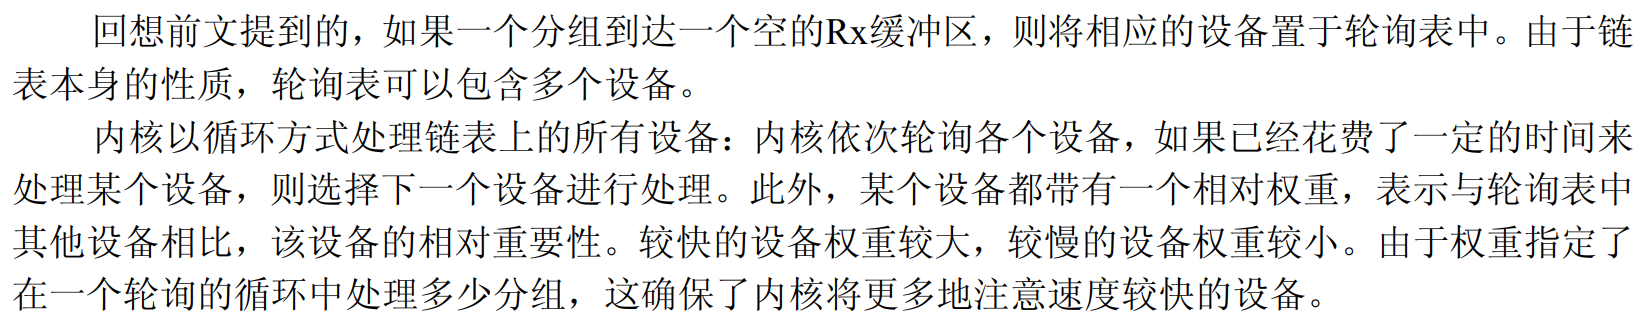 回想前文提到的，如果一个分组到达一个空的Rx缓冲区，则将相应的设备置于轮询表中。由于链
表本身的性质，轮询表可以包含多个设备。
内核以循环方式处理链表上的所有设备：内核依次轮询各个设备，如果已经花费了一定的时间来
处理某个设备，则选择下一个设备进行处理。此外，某个设备都带有一个相对权重，表示与轮询表中
其他设备相比，该设备的相对重要性。较快的设备权重较大，较慢的设备权重较小。由于权重指定了
在一个轮询的循环中处理多少分组，这确保了内核将更多地注意速度较快的设备。